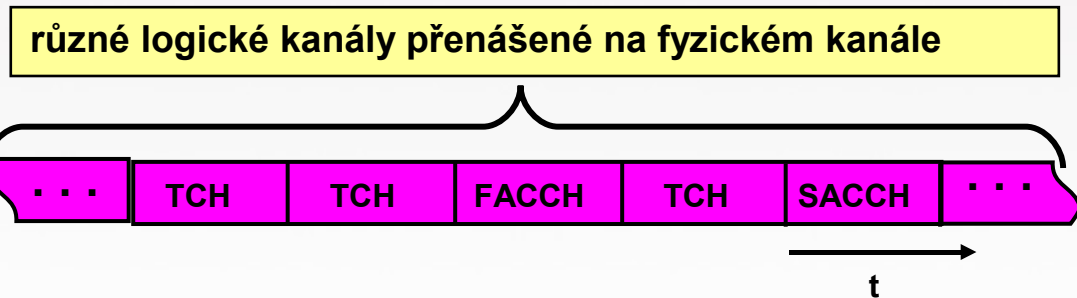 různé logické kanály přenášené na fyzickém kanále
. . . TCH TCH FACCH TCH SACCH . . .
t